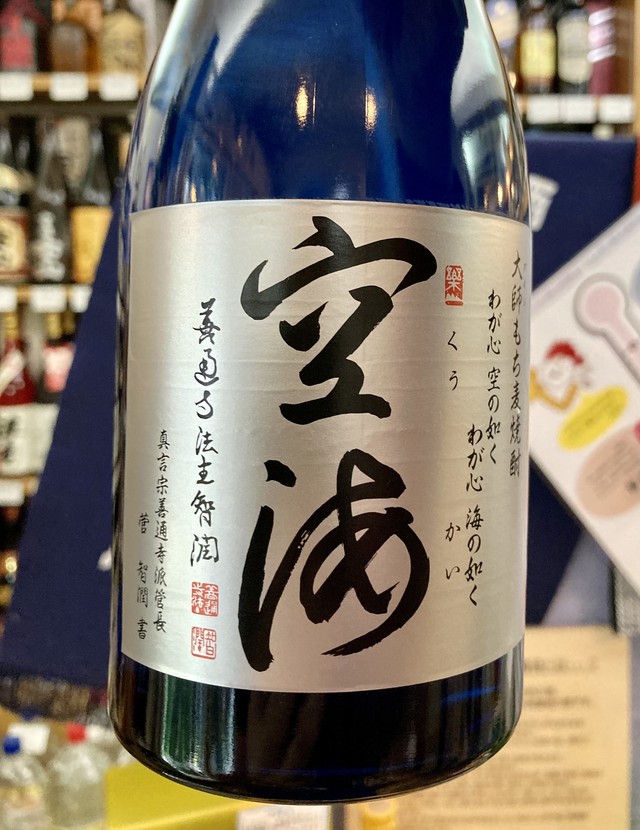 大師もち麦焼酎
わが心 空の如く
わが心 海の如く
くう
かい
空海
善通寺法主智潤
真言宗善通寺派管長
菅 智潤 書